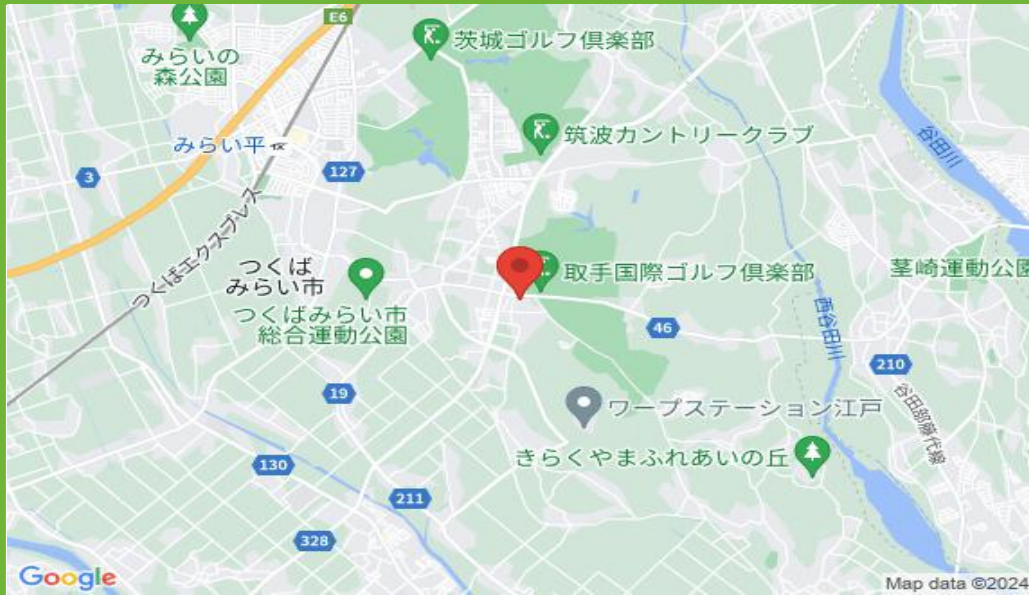 E6
みらいの
森公園
茨城ゴルフ倶楽部
筑波カントリークラブ
みらい平
3
127
谷田川
つくばエクスプレス
つくば
みらい市
取手国際ゴルフ倶楽部
茎崎運動公園
つくばみらい市
総合運動公園
46
西谷田川
210
19
谷田部藤代線
ワープステーション江戸
きらくやまふれあいの丘
130
211
328
Google
Map data ©2024